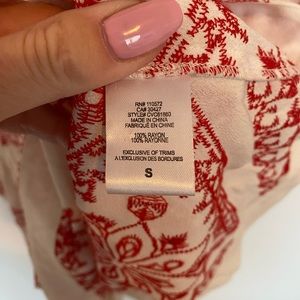 RN# 110572
CA# 30427
STYLE# CVC61860
MADE IN CHINA
FABRIQUÉ EN CHINE
100% RAYON
100% RAYONNE
EXCLUSIVE OF TRIMS
À L'EXCLUSION DES BORDURES
S